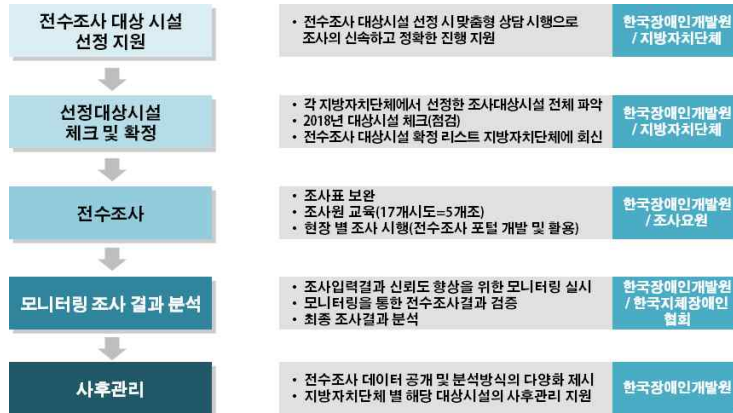 전수조사 대상 시설
선정 지원
• 전수조사 대상시설 선정 시 맞춤형 상담 시행으로
조사의 신속하고 정확한 진행 지원
한국장애인개발원
/ 지방자치단체
선정대상시설
체크 및 확정
• 각 지방자치단체에서 선정한 조사대상시설 전체 파악
• 2018년 대상시설 체크(점검)
• 전수조사 대상시설 확정 리스트 지방자치단체에 회신
한국장애인개발원
/ 지방자치단체
전수조사
• 조사표 보완
• 조사원 교육(17개시도=5개조)
• 현장 별 조사 시행(전수조사 포털 개발 및 활용)
한국장애인개발원
/ 조사요원
모니터링 조사 결과 분석
• 조사입력결과 신뢰도 향상을 위한 모니터링 실시
• 모니터링을 통한 전수조사결과 검증
• 최종 조사결과 분석
한국장애인개발원
/ 한국지체장애인
협회
사후관리
• 전수조사 데이터 공개 및 분석방식의 다양화 제시
• 지방자치단체 별 해당 대상시설의 사후관리 지원
한국장애인개발원